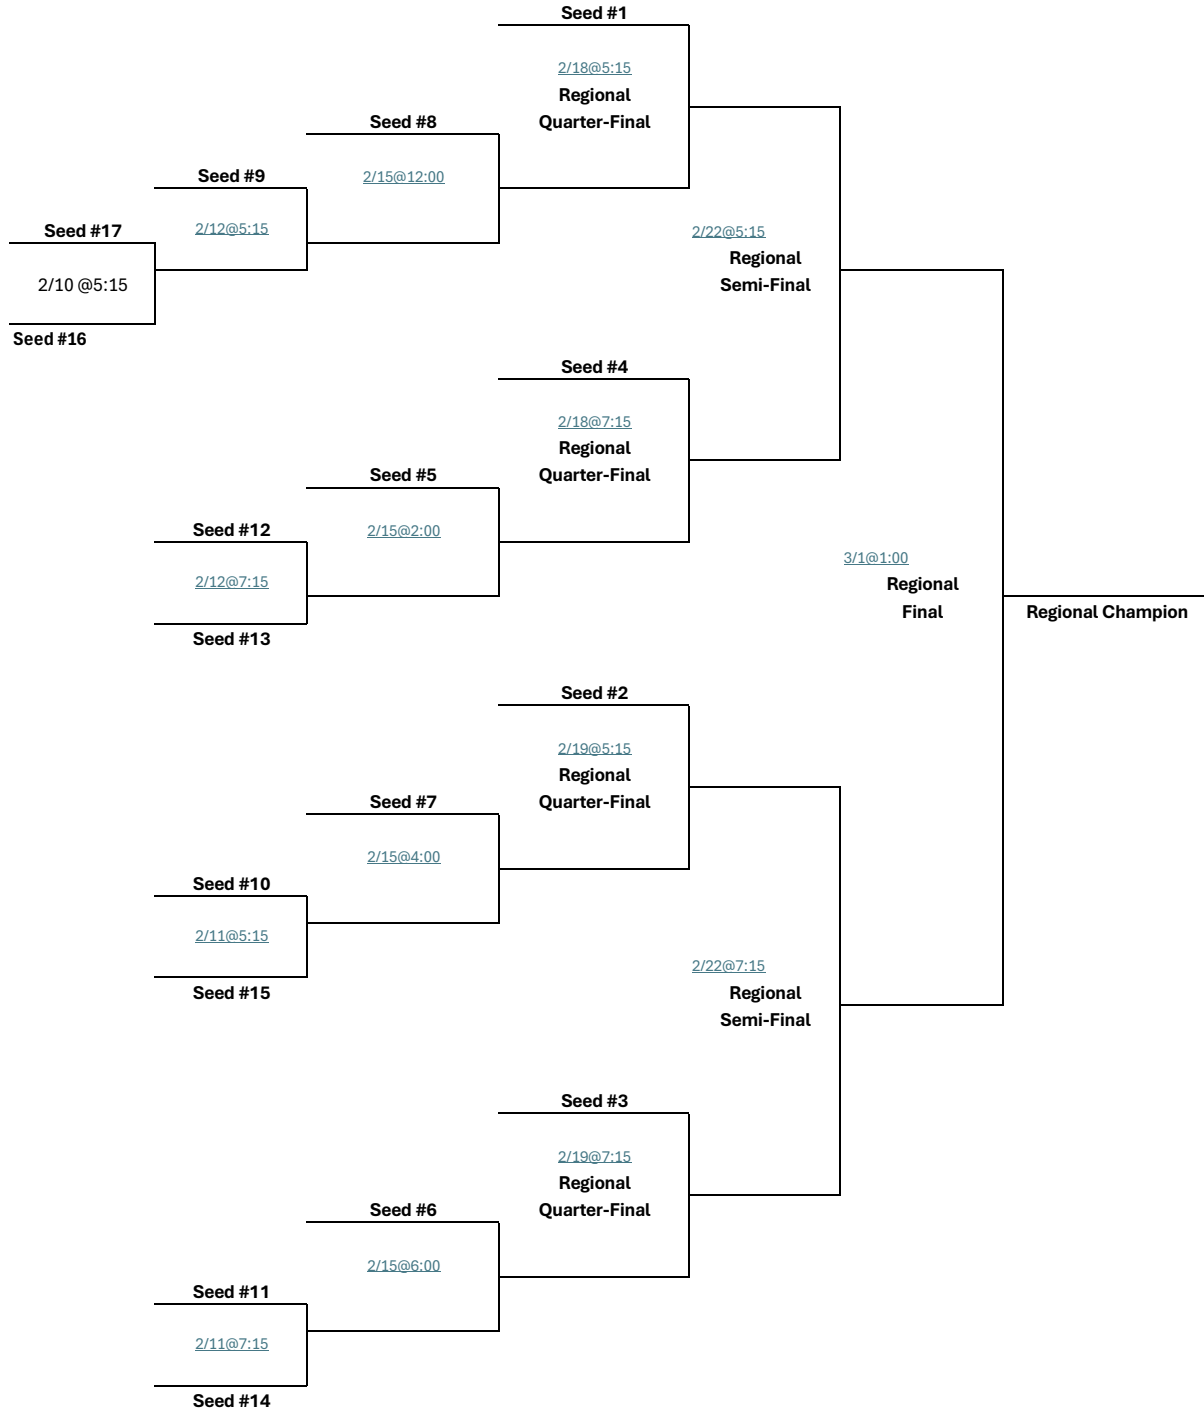 Seed #1
2/18@5:15
Regional
Quarter-Final
Seed #8
2/15@12:00
Seed #9
2/12@5:15
Seed #17
2/10 @5:15
Seed #16
2/22@5:15
Regional
Semi-Final
Seed #4
2/18@7:15
Regional
Quarter-Final
Seed #5
2/15@2:00
Seed #12
2/12@7:15
Seed #13
3/1@1:00
Regional
Final
Regional Champion
Seed #2
2/19@5:15
Regional
Quarter-Final
Seed #7
2/15@4:00
Seed #10
2/11@5:15
Seed #15
2/22@7:15
Regional
Semi-Final
Seed #3
2/19@7:15
Regional
Quarter-Final
Seed #6
2/15@6:00
Seed #11
2/11@7:15
Seed #14